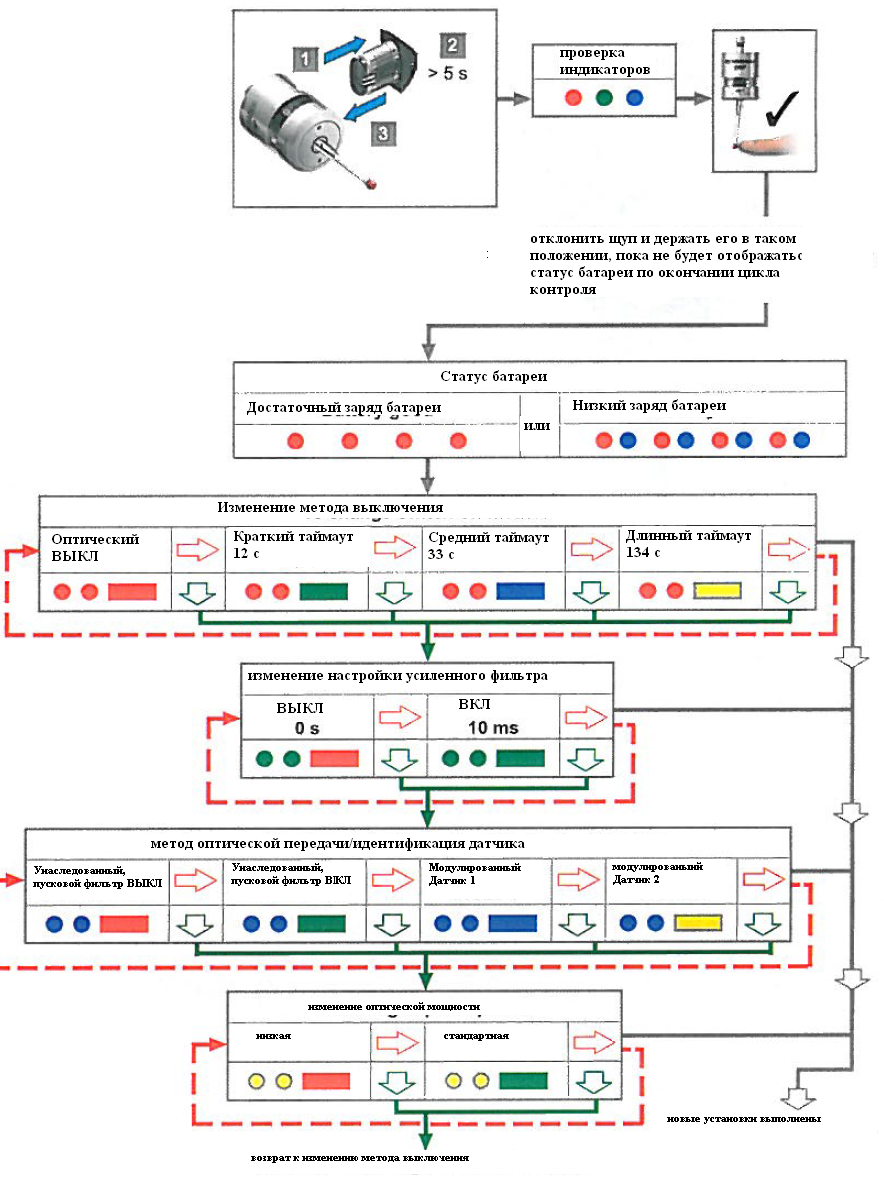 1
2
> 5 s
3
проверка
индикаторов
отклонить щуп и держать его в таком
положении, пока не будет отображатьс
статус батареи по окончании цикла
контроля
Статус батареи
Достаточный заряд батареи
или
Низкий заряд батареи
Изменение метода выключения
Оптический
ВЫКЛ
Краткий таймаут
12 с
Средний таймаут
33 с
Длинный таймаут
134 с
изменение настройки усиленного фильтра
ВЫКЛ
0 s
ВКЛ
10 ms
метод оптической передачи/идентификация датчика
Унаследованный,
пусковой фильтр ВЫКЛ
Унаследованный,
пусковой фильтр ВКЛ
Модулированный
Датчик 1
модулированый
Датчик 2
изменение оптической мощности
низкая
стандартная
новые установки выполнены
возврат к изменению метода выключения